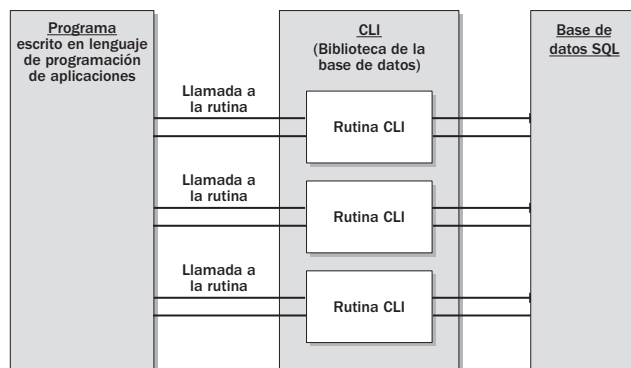 Programa
escrito en lenguaje
de programación
de aplicaciones
CLI
(Biblioteca de la
base de datos)
Base de
datos SQL
Llamada a
la rutina
Rutina CLI
Llamada a
la rutina
Rutina CLI
Llamada a
la rutina
Rutina CLI